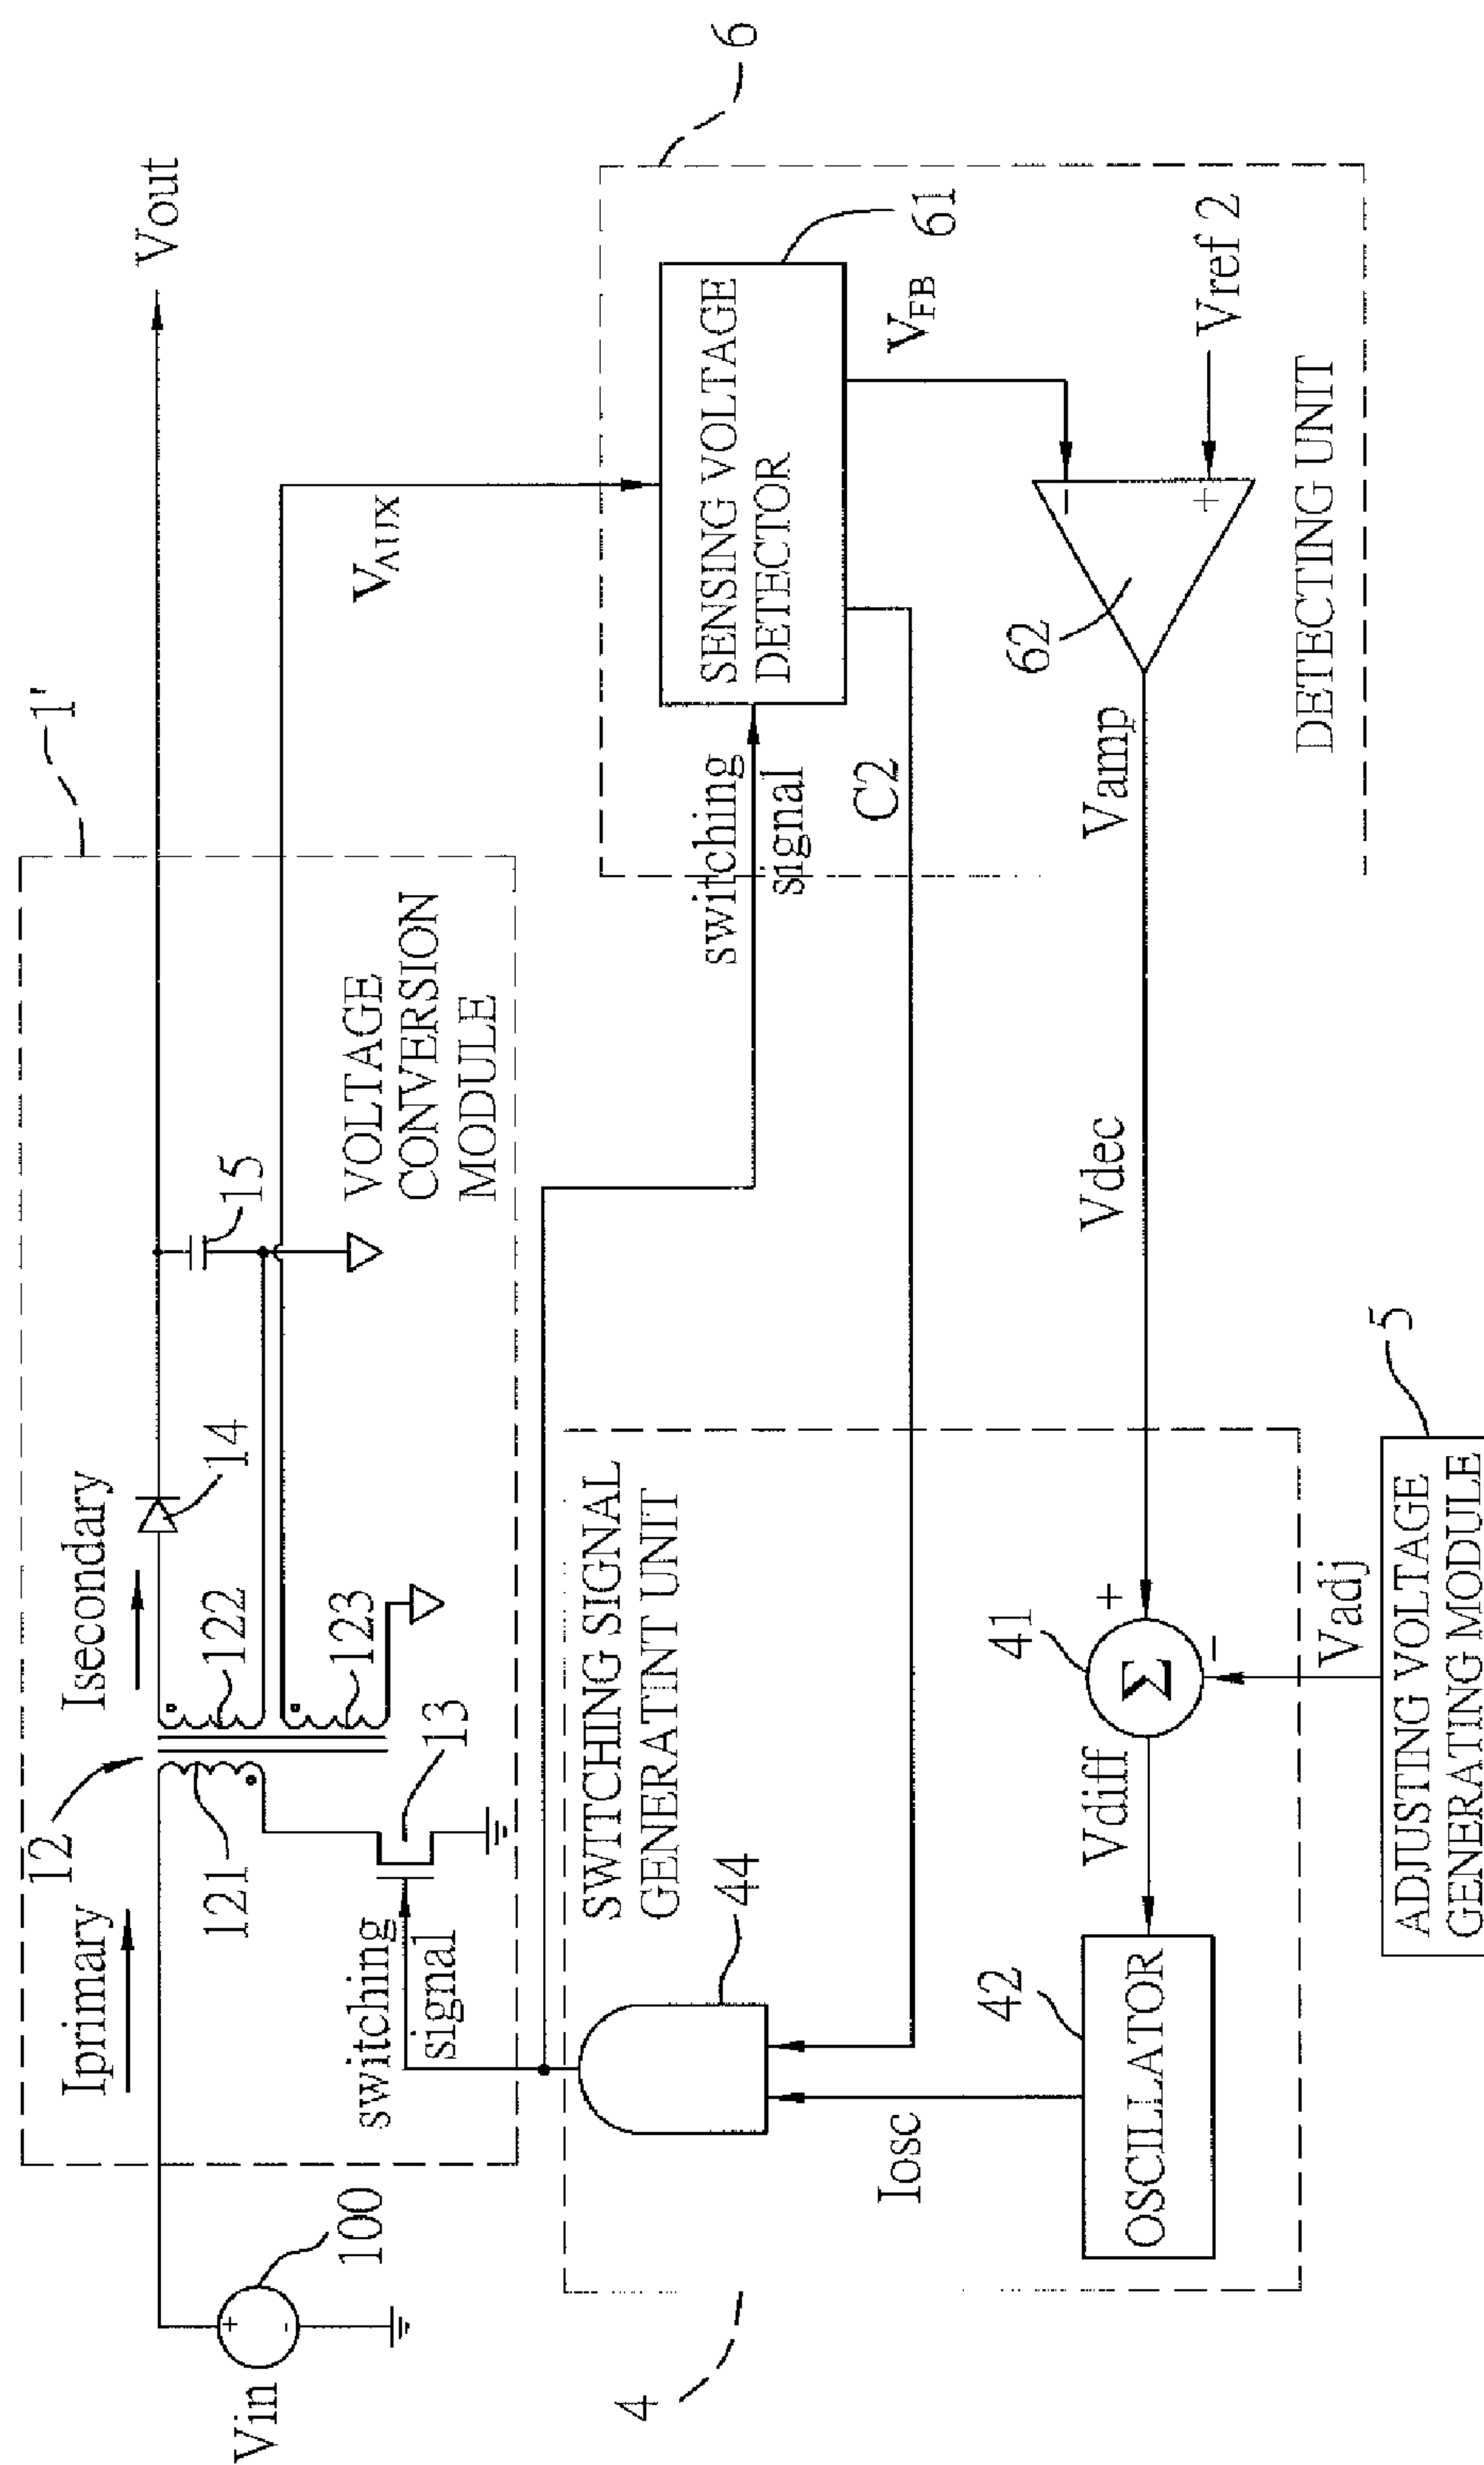 Vin
100
Iprimary
12
121
switching
signal
13
Isecondary
122
123
14
15
VOLTAGE
CONVERSION
MODULE
1'
Vout
VAUX
4
SWITCHING SIGNAL
GENERATINT UNIT
44
Iosc
42
OSCILLATOR
Vdiff
41
Σ
+
-
Vadj
5
ADJUSTING VOLTAGE
GENERATING MODULE
Vdec
switching
signal
C2
Vamp
6
SENSING VOLTAGE
DETECTOR
61
VFB
62
-
+
Vref 2
DETECTING UNIT